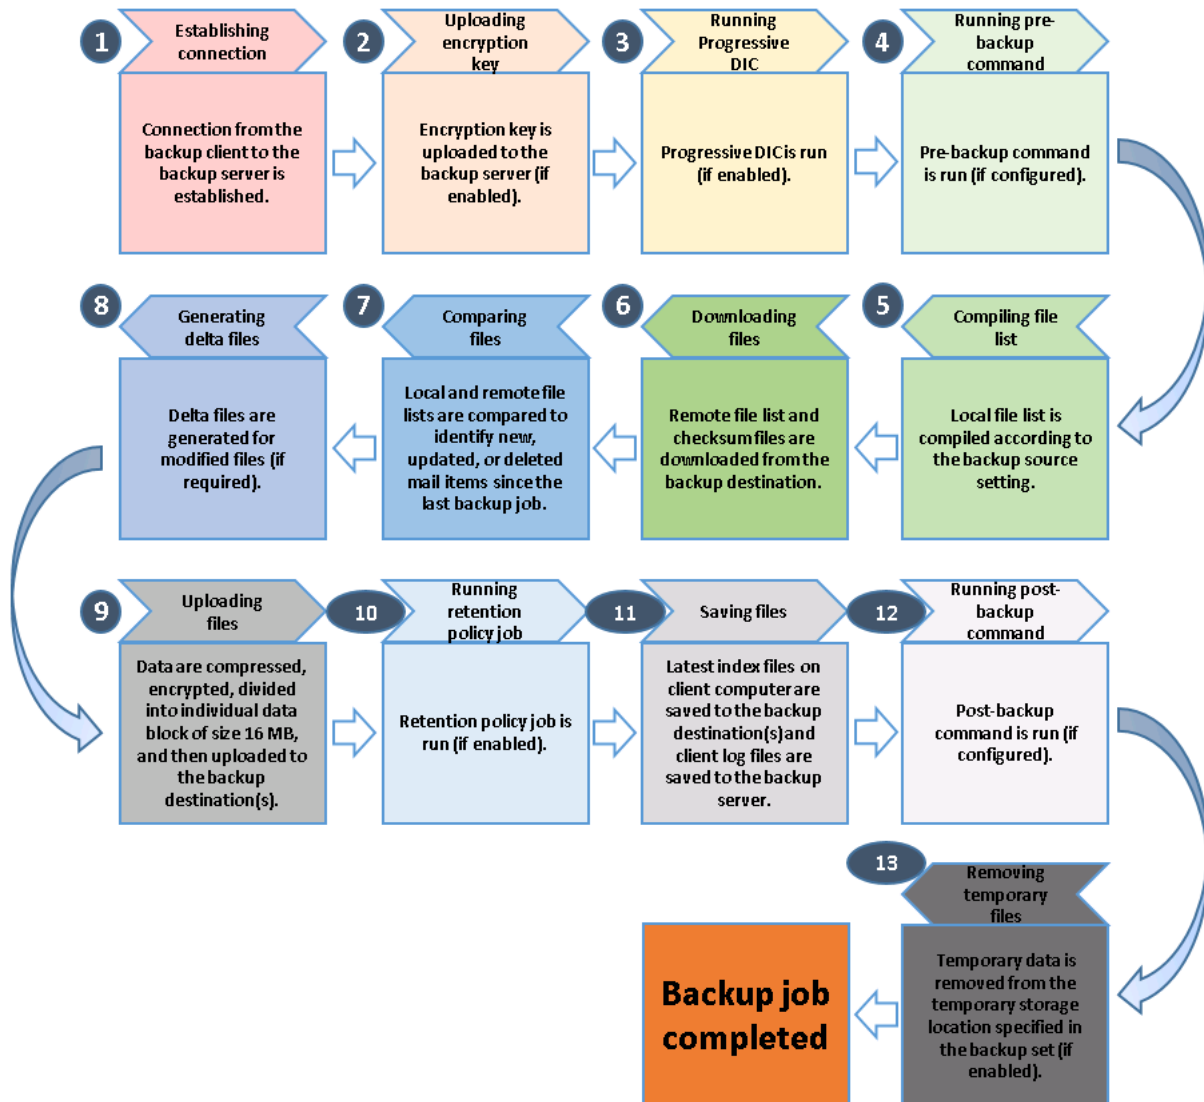 1
Establishing
connection
Connection from the
backup client to the
backup server is
established.
2
Uploading
encryption
key
Encryption key is
uploaded to the
backup server (if
enabled).
3
Running
Progressive
DIC
Progressive DIC is run
(if enabled).
4
Running pre-
backup
command
Pre-backup command
is run (if configured).
5
Compiling file
list
Local file list is
compiled according to
the backup source
setting.
6
Downloading
files
Remote file list and
checksum files are
downloaded from the
backup destination.
7
Comparing
files
Local and remote file
lists are compared to
identify new,
updated, or deleted
mail items since the
last backup job.
8
Generating
delta files
Delta files are
generated for
modified files (if
required).
9
Uploading
files
Data are compressed,
encrypted, divided
into individual data
block of size 16 MB,
and then uploaded to
the backup
destination(s).
10
Running
retention
policy job
Retention policy job is
run (if enabled).
11
Saving files
Latest index files on
client computer are
saved to the backup
destination(s) and
client log files are
saved to the backup
server.
12
Running post-
backup
command
Post-backup
command is run (if
configured).
13
Removing
temporary
files
Temporary data is
removed from the
temporary storage
location specified in
the backup set (if
enabled).
Backup job
completed